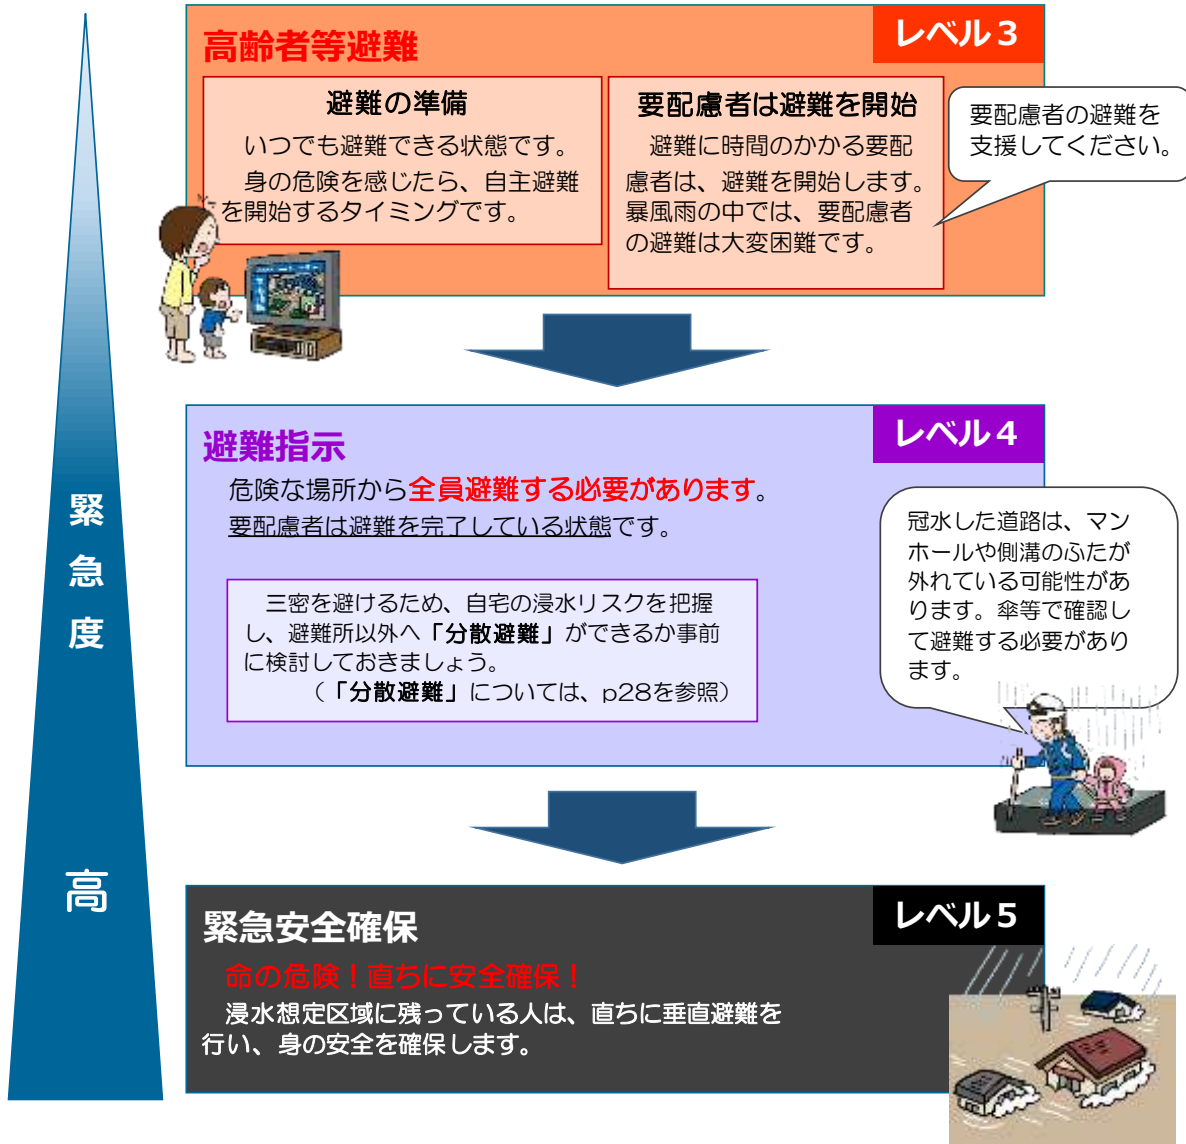 高齢者等避難
レベル３
避難の準備
いつでも避難できる状態です。
身の危険を感じたら、自主避難
を開始するタイミングです。
要配慮者は避難を開始
避難に時間のかかる要配
慮者は、避難を開始します。
暴風雨の中では、要配慮者
の避難は大変困難です。
要配慮者の避難を
支援してください。
避難指示
レベル４
危険な場所から全員避難する必要があります。
要配慮者は避難を完了している状態です。
三密を避けるため、自宅の浸水リスクを把握
し、避難所以外へ「分散避難」ができるか事前
に検討しておきましょう。
（「分散避難」については、p28を参照）
冠水した道路は、マン
ホールや側溝のふたが
外れている可能性があ
ります。傘等で確認し
て避難する必要があり
ます。
緊急安全確保
レベル５
命の危険！直ちに安全確保！
浸水想定区域に残っている人は、直ちに垂直避難を
行い、身の安全を確保します。
緊
急
度
高